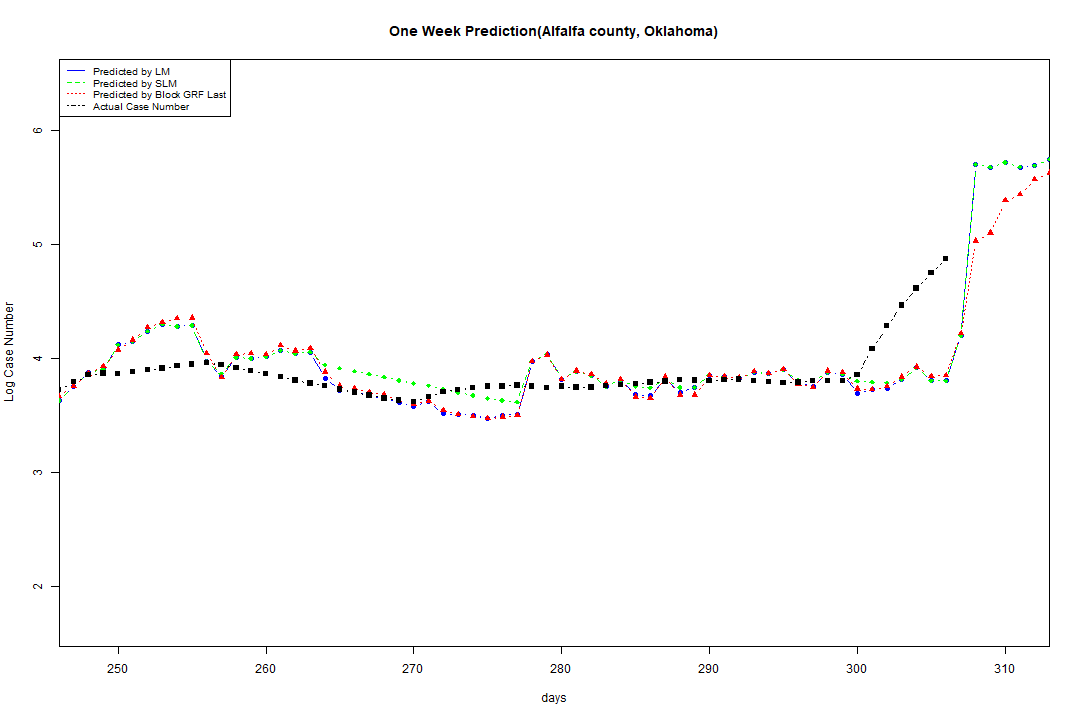 One Week Prediction(Alfalfa county, Oklahoma)
Predicted by LM
Predicted by SLM
Predicted by Block GRF Last
Actual Case Number
6
5
4
3
2
Log Case Number
250 260 270 280 290 300 310
days